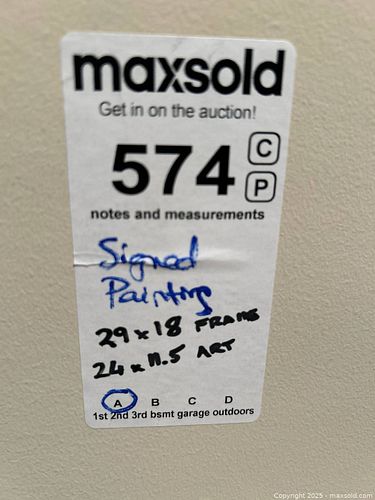 maxsold
Get in on the auction!
574 C
P
notes and measurements
Signed
Painting
29 x 18 FRAME
24 x 11.5 ART
A B C D
1st 2nd 3rd bsmt garage outdoors
Copyright 2025 - maxsold.com